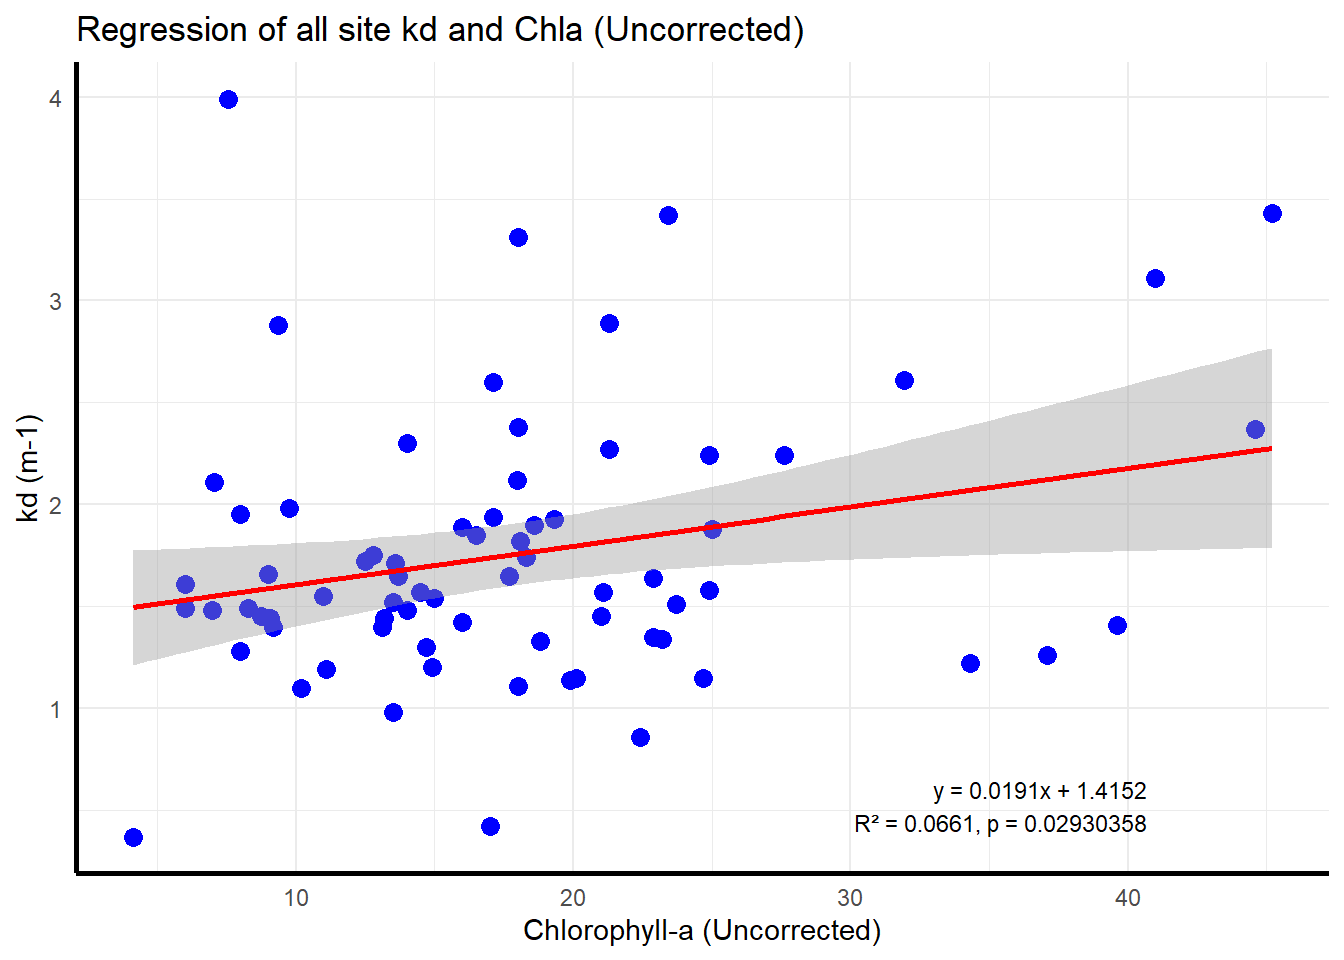 Regression of all site kd and Chla (Uncorrected)
kd (m-1)
4
3
2
1
y = 0.0191x + 1.4152
R² = 0.0661, p = 0.02930358
10 20 30 40
Chlorophyll-a (Uncorrected)